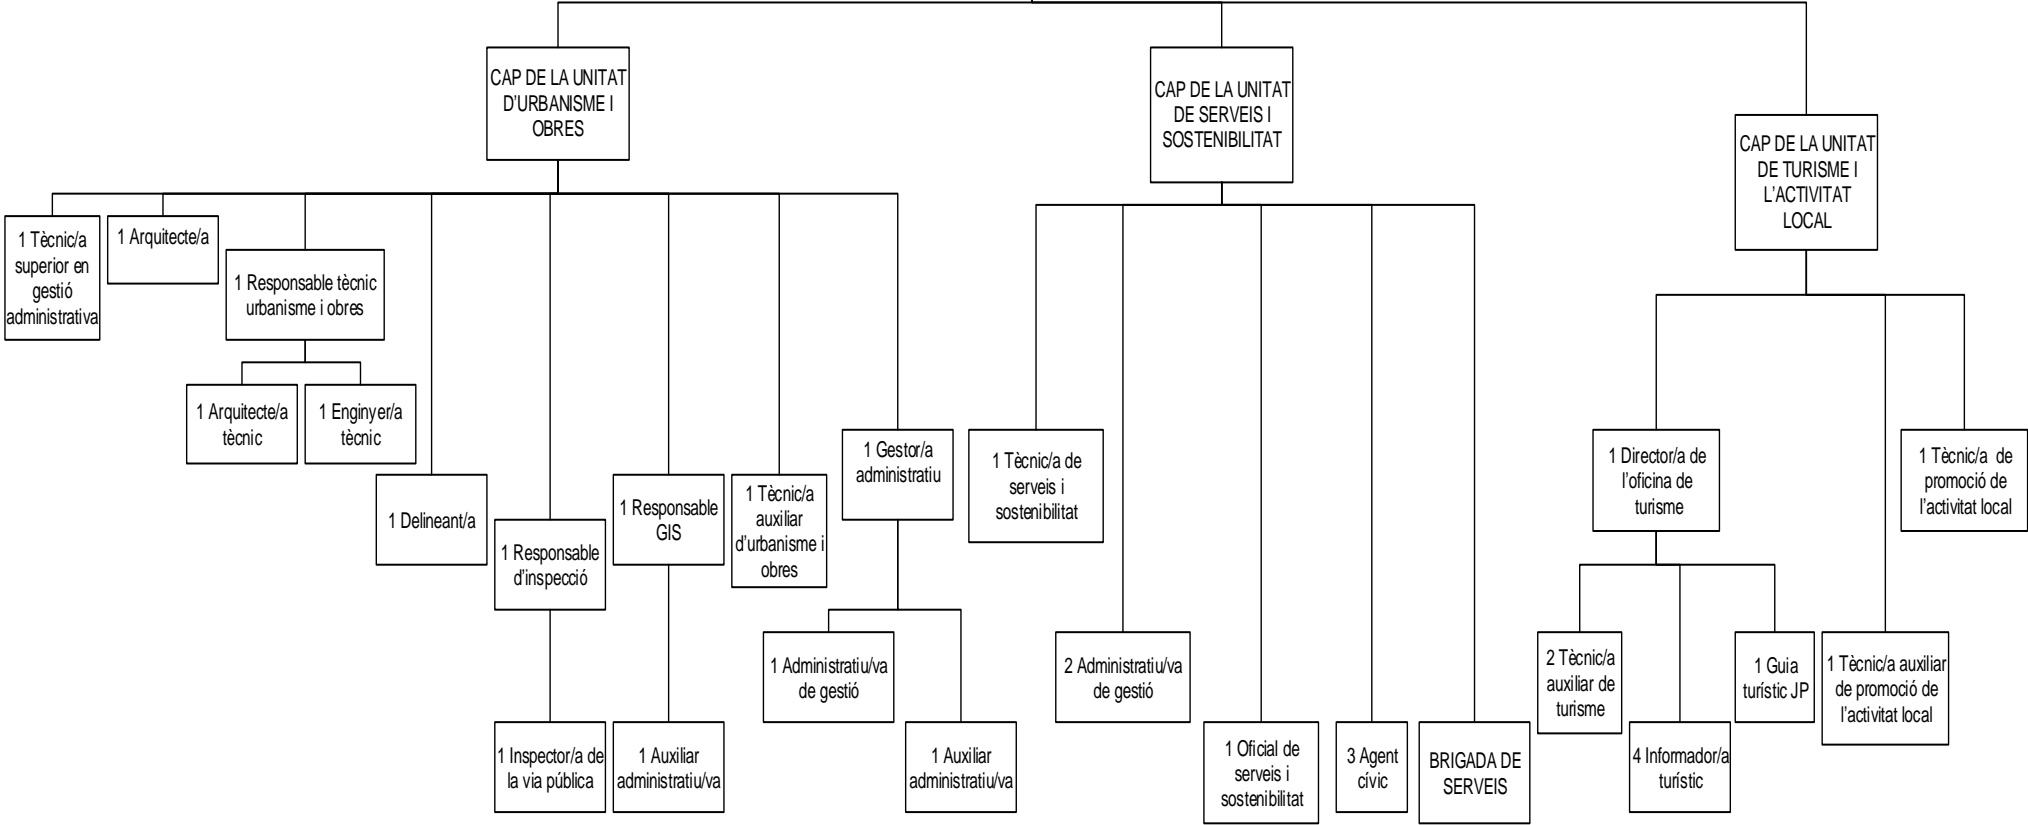 CAP DE LA UNITAT
D'URBANISME I
OBRES
CAP DE LA UNITAT
DE SERVEIS I
SOSTENIBILITAT
CAP DE LA UNITAT
DE TURISME I
L'ACTIVITAT
LOCAL
1 Tècnic/a
superior en
gestió
administrativa
1 Arquitecte/a
1 Responsable tècnic
urbanisme i obres
1 Arquitecte/a
tècnic
1 Enginyer/a
tècnic
1 Delineant/a
1 Responsable
d'inspecció
1 Responsable
GIS
1 Tècnic/a
auxiliar
d'urbanisme i
obres
1 Gestor/a
administratiu
1 Administratiu/va
de gestió
1 Inspector/a de
la via pública
1 Auxiliar
administratiu/va
1 Auxiliar
administratiu/va
1 Tècnic/a de
serveis i
sostenibilitat
2 Administratiu/va
de gestió
1 Oficial de
serveis i
sostenibilitat
3 Agent
cívic
BRIGADA DE
SERVEIS
1 Director/a de
l'oficina de
turisme
1 Tècnic/a  de
promoció de
l'activitat local
2 Tècnic/a
auxiliar de
turisme
4 Informador/a
turístic
1 Guia
turístic JP
1 Tècnic/a auxiliar
de promoció de
l'activitat local